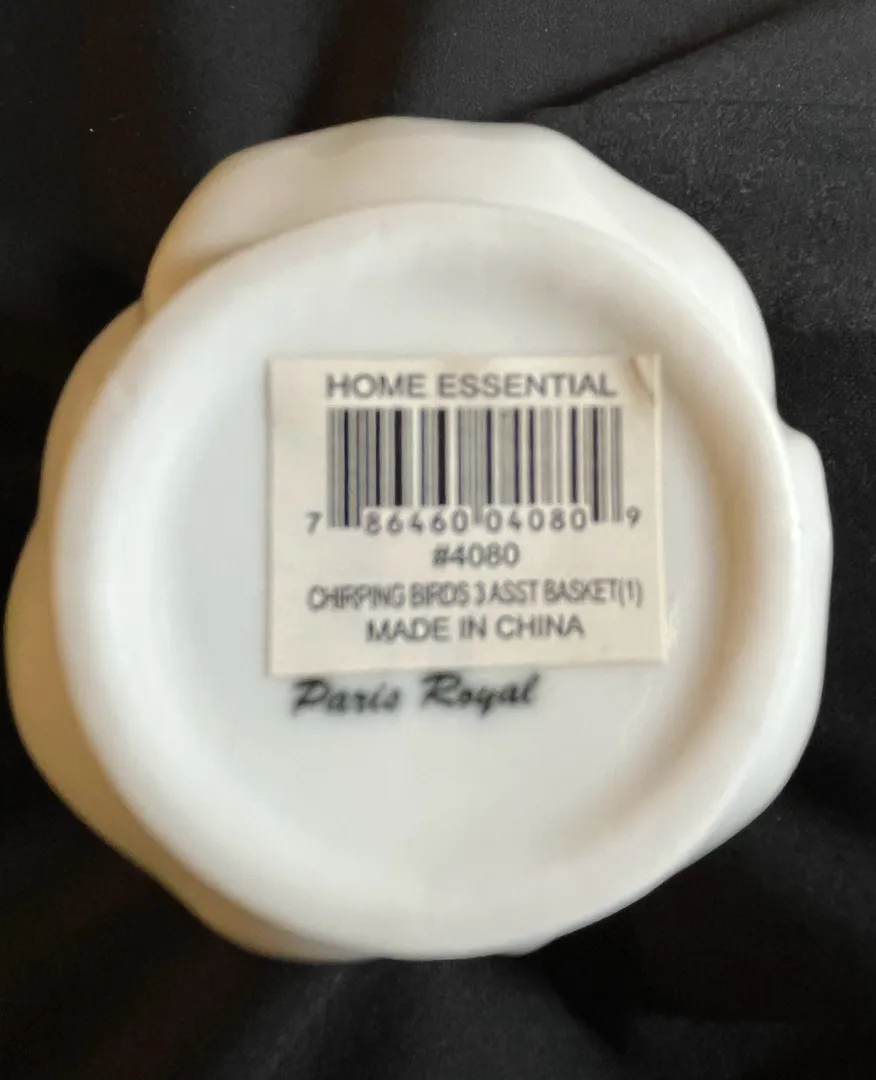 HOME ESSENTIAL
7 86460 04080 9
#4080
CHIRPING BIRDS 3 ASST BASKET(1)
MADE IN CHINA
Paris Royal